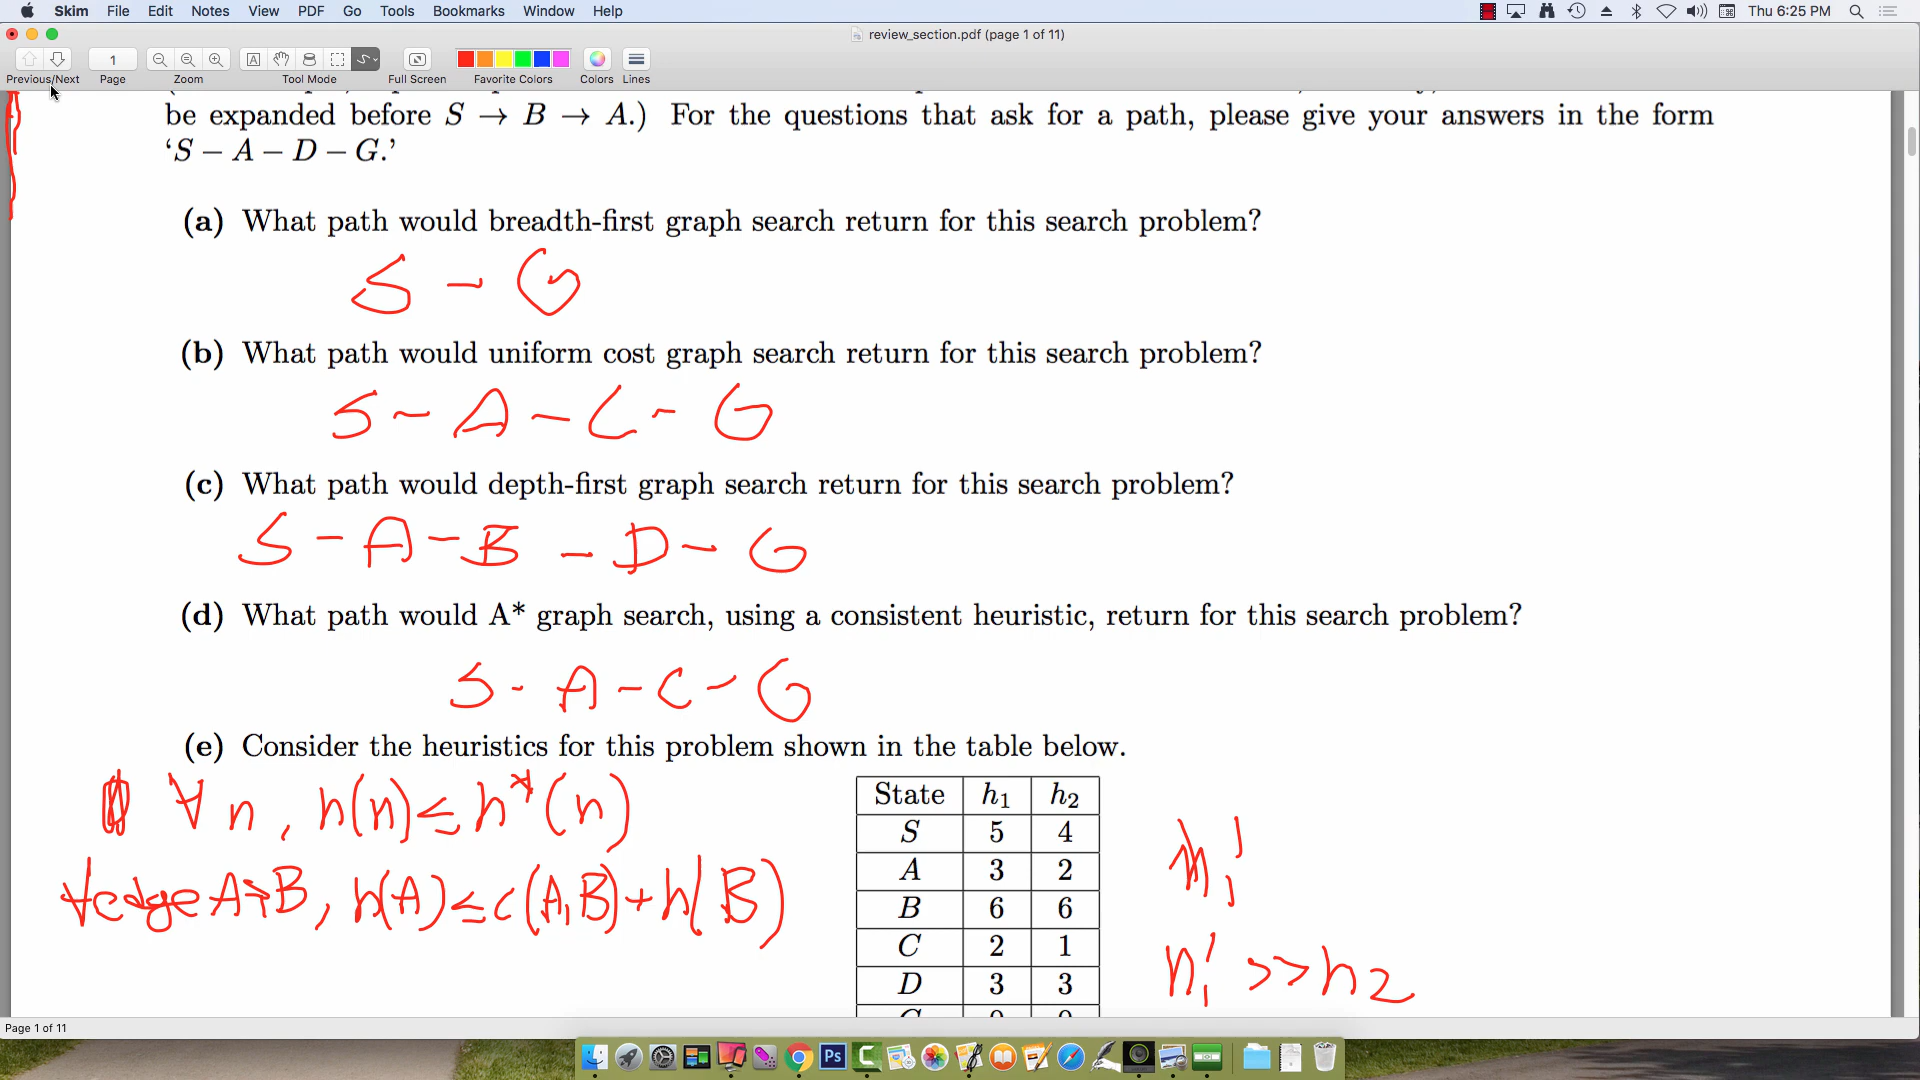 Skim File Edit Notes View PDF Go Tools Bookmarks Window Help Thu 6:25 PM
review_section.pdf (page 1 of 11)
1
Previous/Next Page Zoom Tool Mode Full Screen Favorite Colors Colors Lines
be expanded before S → B → A.) For the questions that ask for a path, please give your answers in the form
‘S − A − D − G.’
(a) What path would breadth-first graph search return for this search problem?
S - G
(b) What path would uniform cost graph search return for this search problem?
S - A - C - G
(c) What path would depth-first graph search return for this search problem?
S - A - B - D - G
(d) What path would A* graph search, using a consistent heuristic, return for this search problem?
S - A - C - G
(e) Consider the heuristics for this problem shown in the table below.
∀ n, h(n) ≤ h*(n)
∀ edge A→B, h(A) ≤ c(A,B) + h(B)
State h1 h2
S 5 4
A 3 2
B 6 6
C 2 1
D 3 3
h1'
h1' >> h2
Page 1 of 11
Ps